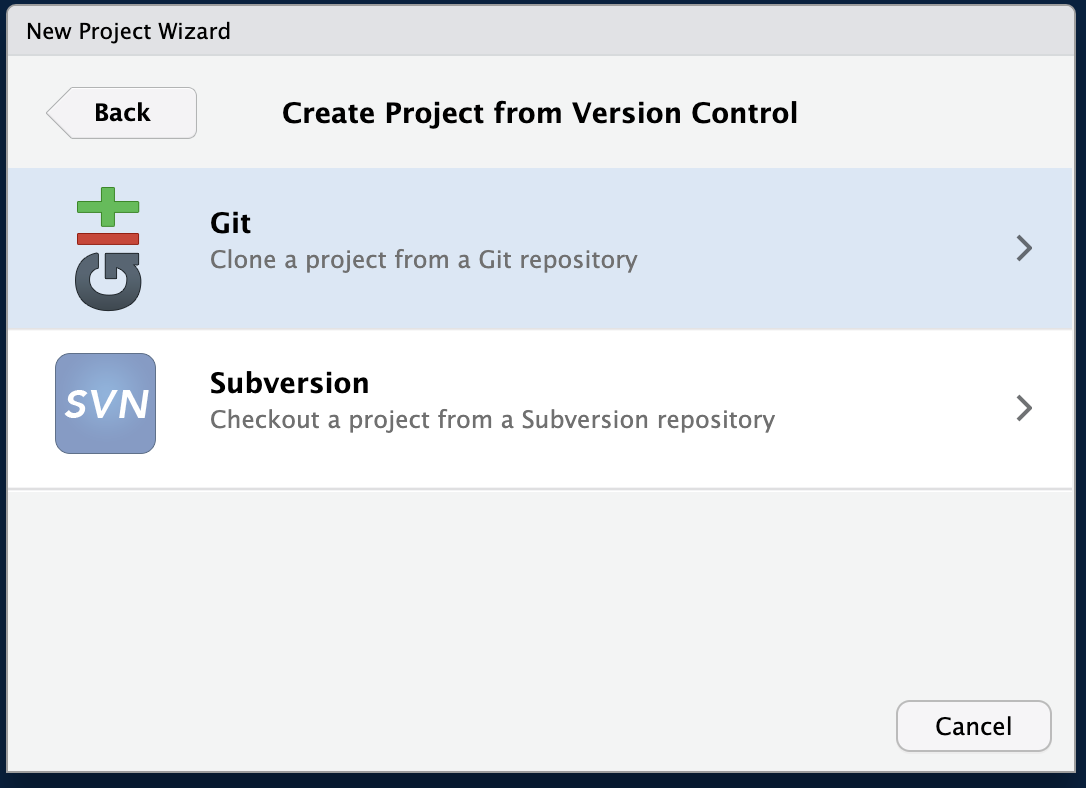 New Project Wizard
Back
Create Project from Version Control
Git
Git
Clone a project from a Git repository
SVN
Subversion
Checkout a project from a Subversion repository
Cancel